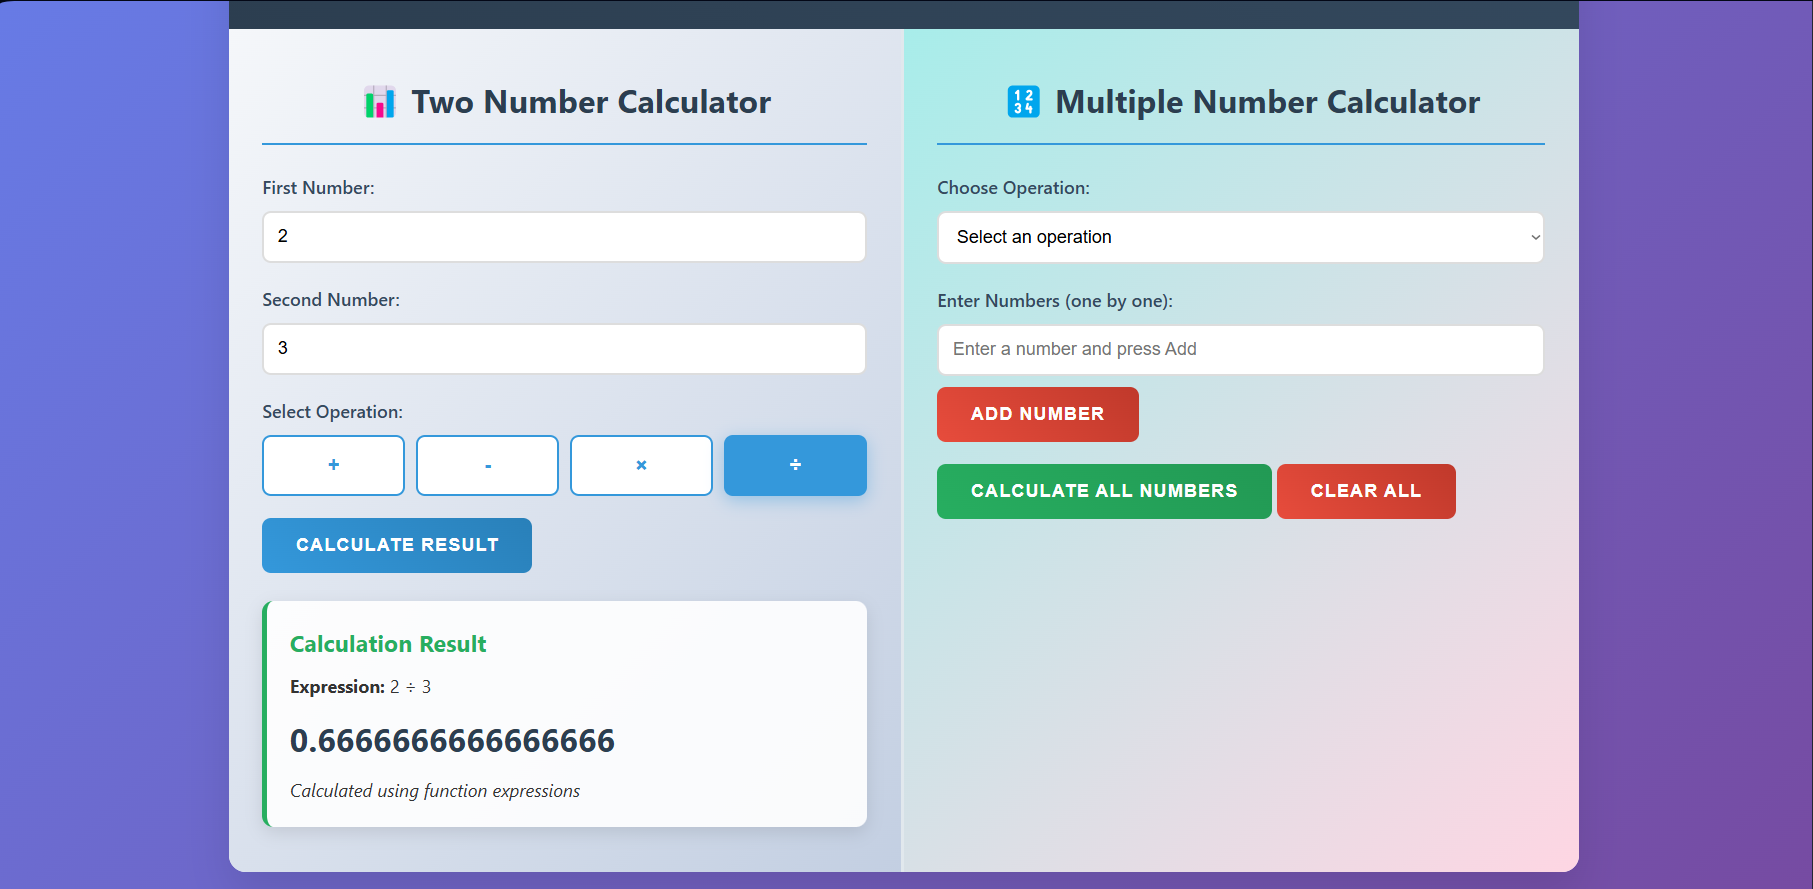 Two Number Calculator
First Number:
2
Second Number:
3
Select Operation:
+ - × ÷
CALCULATE RESULT
Calculation Result
Expression: 2 ÷ 3
0.6666666666666666
Calculated using function expressions
Multiple Number Calculator
Choose Operation:
Select an operation
Enter Numbers (one by one):
Enter a number and press Add
ADD NUMBER
CALCULATE ALL NUMBERS CLEAR ALL